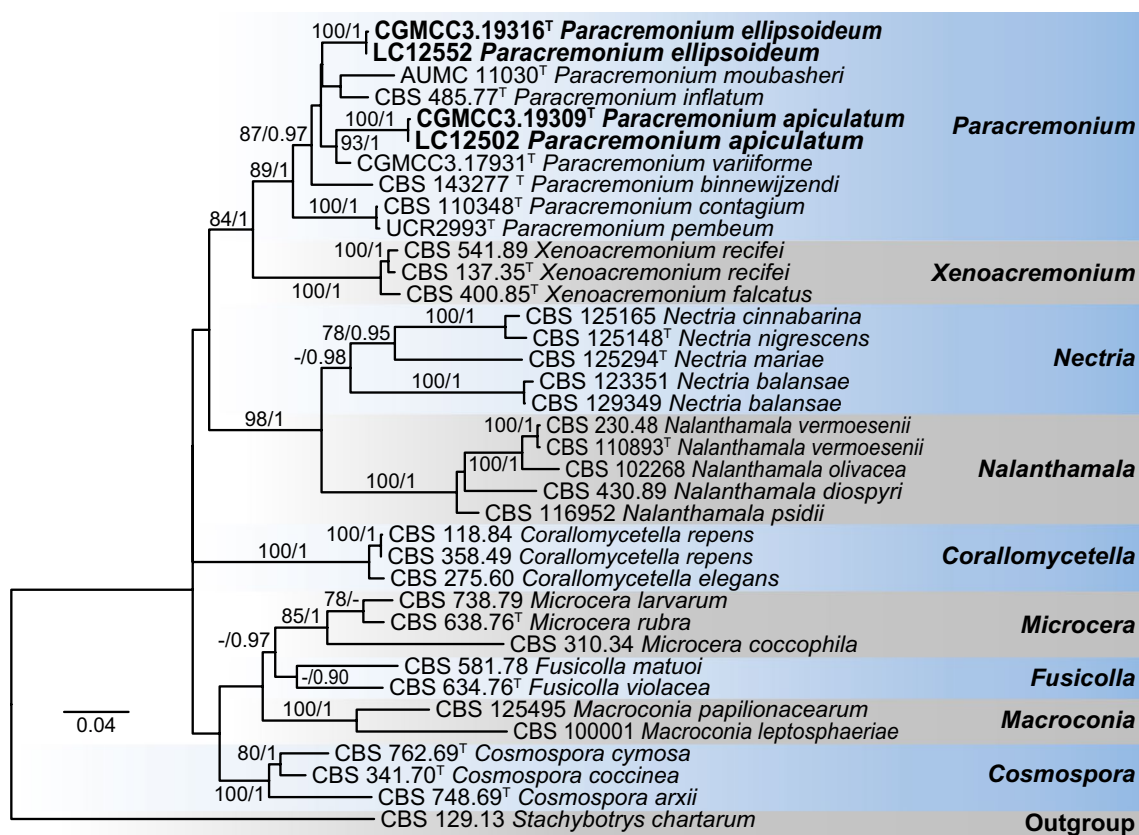 100/1
CGMCC3.19316ᵀ Paracremonium ellipsoideum
LC12552 Paracremonium ellipsoideum
AUMC 11030ᵀ Paracremonium moubasheri
CBS 485.77ᵀ Paracremonium inflatum
100/1
CGMCC3.19309ᵀ Paracremonium apiculatum
Paracremonium
87/0.97
93/1
LC12502 Paracremonium apiculatum
CGMCC3.17931ᵀ Paracremonium variiforme
89/1
CBS 143277 ᵀ Paracremonium binnewijzendi
100/1
CBS 110348ᵀ Paracremonium contagium
84/1
UCR2993ᵀ Paracremonium pembeum
100/1
CBS 541.89 Xenoacremonium recifei
CBS 137.35ᵀ Xenoacremonium recifei
Xenoacremonium
100/1
CBS 400.85ᵀ Xenoacremonium falcatus
100/1
CBS 125165 Nectria cinnabarina
78/0.95
CBS 125148ᵀ Nectria nigrescens
-/0.98
CBS 125294ᵀ Nectria mariae
Nectria
100/1
CBS 123351 Nectria balansae
CBS 129349 Nectria balansae
98/1
100/1
CBS 230.48 Nalanthamala vermoesenii
CBS 110893ᵀ Nalanthamala vermoesenii
100/1
CBS 102268 Nalanthamala olivacea
Nalanthamala
100/1
CBS 430.89 Nalanthamala diospyri
CBS 116952 Nalanthamala psidii
100/1
CBS 118.84 Corallomycetella repens
100/1
CBS 358.49 Corallomycetella repens
Corallomycetella
CBS 275.60 Corallomycetella elegans
78/-
CBS 738.79 Microcera larvarum
85/1
CBS 638.76ᵀ Microcera rubra
Microcera
-/0.97
CBS 310.34 Microcera coccophila
CBS 581.78 Fusicolla matuoi
-/0.90
CBS 634.76ᵀ Fusicolla violacea
Fusicolla
100/1
CBS 125495 Macroconia papilionacearum
Macroconia
0.04
CBS 100001 Macroconia leptosphaeriae
80/1
CBS 762.69ᵀ Cosmospora cymosa
CBS 341.70ᵀ Cosmospora coccinea
Cosmospora
100/1
CBS 748.69ᵀ Cosmospora arxii
CBS 129.13 Stachybotrys chartarum
Outgroup